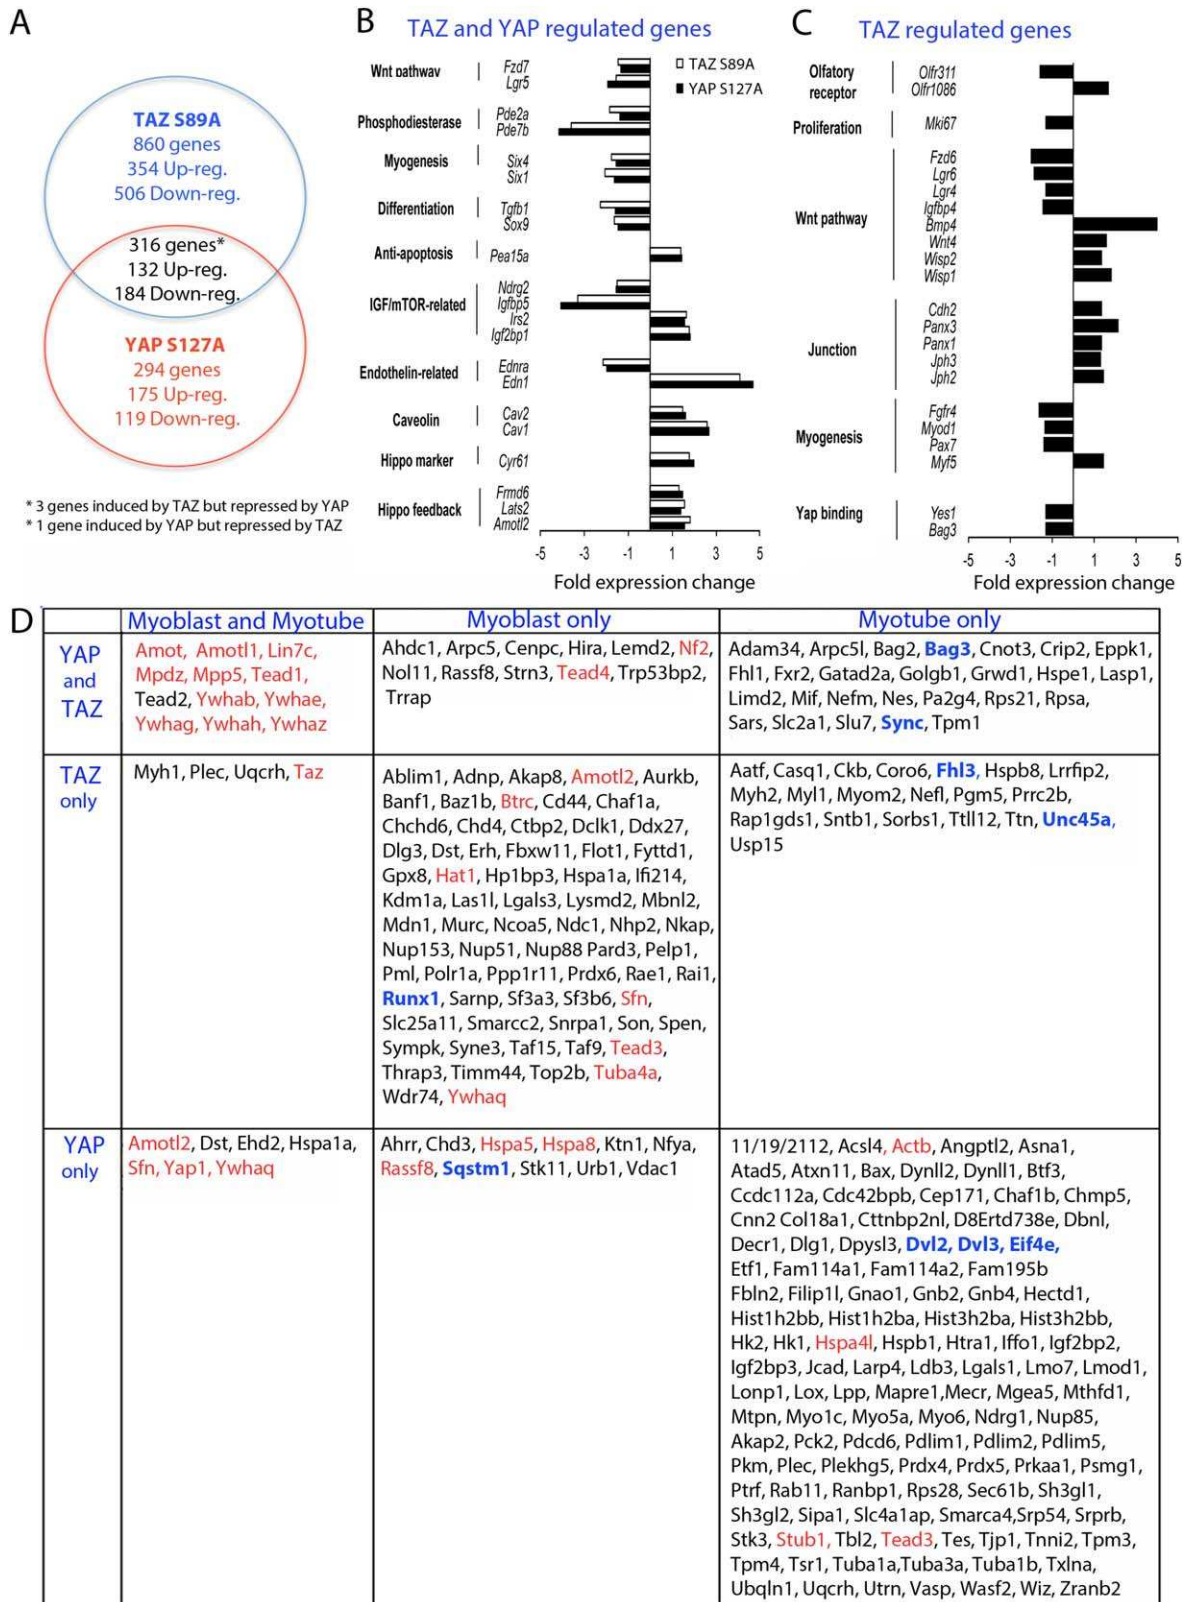 A
TAZ S89A
860 genes
354 Up-reg.
506 Down-reg.
316 genes*
132 Up-reg.
184 Down-reg.
YAP S127A
294 genes
175 Up-reg.
119 Down-reg.
* 3 genes induced by TAZ but repressed by YAP
* 1 gene induced by YAP but repressed by TAZ
B
TAZ and YAP regulated genes
TAZ S89A
YAP S127A
Wnt pathway
Fzd7
Lgr5
Phosphodiesterase
Pde2a
Pde7b
Myogenesis
Six4
Six1
Differentiation
Tgfb1
Sox9
Anti-apoptosis
Pea15a
IGF/mTOR-related
Ndrg2
Igfbp5
Irs2
Igf2bp1
Endothelin-related
Ednra
Edn1
Caveolin
Cav2
Cav1
Hippo marker
Cyr61
Hippo feedback
Frmd6
Lats2
Amotl2
-5 -3 -1 1 3 5
Fold expression change
C
TAZ regulated genes
Olfatory
receptor
Olfr311
Olfr1086
Proliferation
Mki67
Wnt pathway
Fzd6
Lgr6
Lgr4
Igfbp4
Bmp4
Wnt4
Wisp2
Wisp1
Junction
Cdh2
Panx3
Panx1
Jph3
Jph2
Myogenesis
Fgfr4
Myod1
Pax7
Myf5
Yap binding
Yes1
Bag3
-5 -3 -1 1 3 5
Fold expression change
D
Myoblast and Myotube
Myoblast only
Myotube only
YAP
and
TAZ
Amot, Amotl1, Lin7c,
Mpdz, Mpp5, Tead1,
Tead2, Ywhab, Ywhae,
Ywhag, Ywhah, Ywhaz
Ahdc1, Arpc5, Cenpc, Hira, Lemd2, Nf2,
Nol11, Rassf8, Strn3, Tead4, Trp53bp2,
Trrap
Adam34, Arpc5l, Bag2, Bag3, Cnot3, Crip2, Eppk1,
Fhl1, Fxr2, Gatad2a, Golgb1, Grwd1, Hspe1, Lasp1,
Limd2, Mif, Nefm, Nes, Pa2g4, Rps21, Rpsa,
Sars, Slc2a1, Slu7, Sync, Tpm1
TAZ
only
Myh1, Plec, Uqcrh, Taz
Ablim1, Adnp, Akap8, Amotl2, Aurkb,
Banf1, Baz1b, Btrc, Cd44, Chaf1a,
Chchd6, Chd4, Ctbp2, Dclk1, Ddx27,
Dlg3, Dst, Erh, Fbxw11, Flot1, Fyttd1,
Gpx8, Hat1, Hp1bp3, Hspa1a, Ifi214,
Kdm1a, Las1l, Lgals3, Lysmd2, Mbnl2,
Mdn1, Murc, Ncoa5, Ndc1, Nhp2, Nkap,
Nup153, Nup51, Nup88 Pard3, Pelp1,
Pml, Polr1a, Ppp1r11, Prdx6, Rae1, Rai1,
Runx1, Sarnp, Sf3a3, Sf3b6, Sfn,
Slc25a11, Smarcc2, Snrpa1, Son, Spen,
Sympk, Syne3, Taf15, Taf9, Tead3,
Thrap3, Timm44, Top2b, Tuba4a,
Wdr74, Ywhaq
Aatf, Casq1, Ckb, Coro6, Fhl3, Hspb8, Lrrfip2,
Myh2, Myl1, Myom2, Nefl, Pgm5, Prrc2b,
Rap1gds1, Sntb1, Sorbs1, Ttll12, Ttn, Unc45a,
Usp15
YAP
only
Amotl2, Dst, Ehd2, Hspa1a,
Sfn, Yap1, Ywhaq
Ahrr, Chd3, Hspa5, Hspa8, Ktn1, Nfya,
Rassf8, Sqstm1, Stk11, Urb1, Vdac1
11/19/2112, Acsl4, Actb, Angptl2, Asna1,
Atad5, Atxn11, Bax, Dynll2, Dynll1, Btf3,
Ccdc112a, Cdc42bpb, Cep171, Chaf1b, Chmp5,
Cnn2 Col18a1, Cttnbp2nl, D8Ertd738e, Dbnl,
Decr1, Dlg1, Dpysl3, Dvl2, Dvl3, Eif4e,
Etf1, Fam114a1, Fam114a2, Fam195b
Fbln2, Filip1l, Gnao1, Gnb2, Gnb4, Hectd1,
Hist1h2bb, Hist1h2ba, Hist3h2ba, Hist3h2bb,
Hk2, Hk1, Hspa4l, Hspb1, Htra1, Iffo1, Igf2bp2,
Igf2bp3, Jcad, Larp4, Ldb3, Lgals1, Lmo7, Lmod1,
Lonp1, Lox, Lpp, Mapre1,Mecr, Mgea5, Mthfd1,
Mtpn, Myo1c, Myo5a, Myo6, Ndrg1, Nup85,
Akap2, Pck2, Pdcd6, Pdlim1, Pdlim2, Pdlim5,
Pkm, Plec, Plekhg5, Prdx4, Prdx5, Prkaa1, Psmg1,
Ptrf, Rab11, Ranbp1, Rps28, Sec61b, Sh3gl1,
Sh3gl2, Sipa1, Slc4a1ap, Smarca4,Srp54, Srprb,
Stk3, Stub1, Tbl2, Tead3, Tes, Tjp1, Tnni2, Tpm3,
Tpm4, Tsr1, Tuba1a,Tuba3a, Tuba1b, Txlna,
Ubqln1, Uqcrh, Utrn, Vasp, Wasf2, Wiz, Zranb2